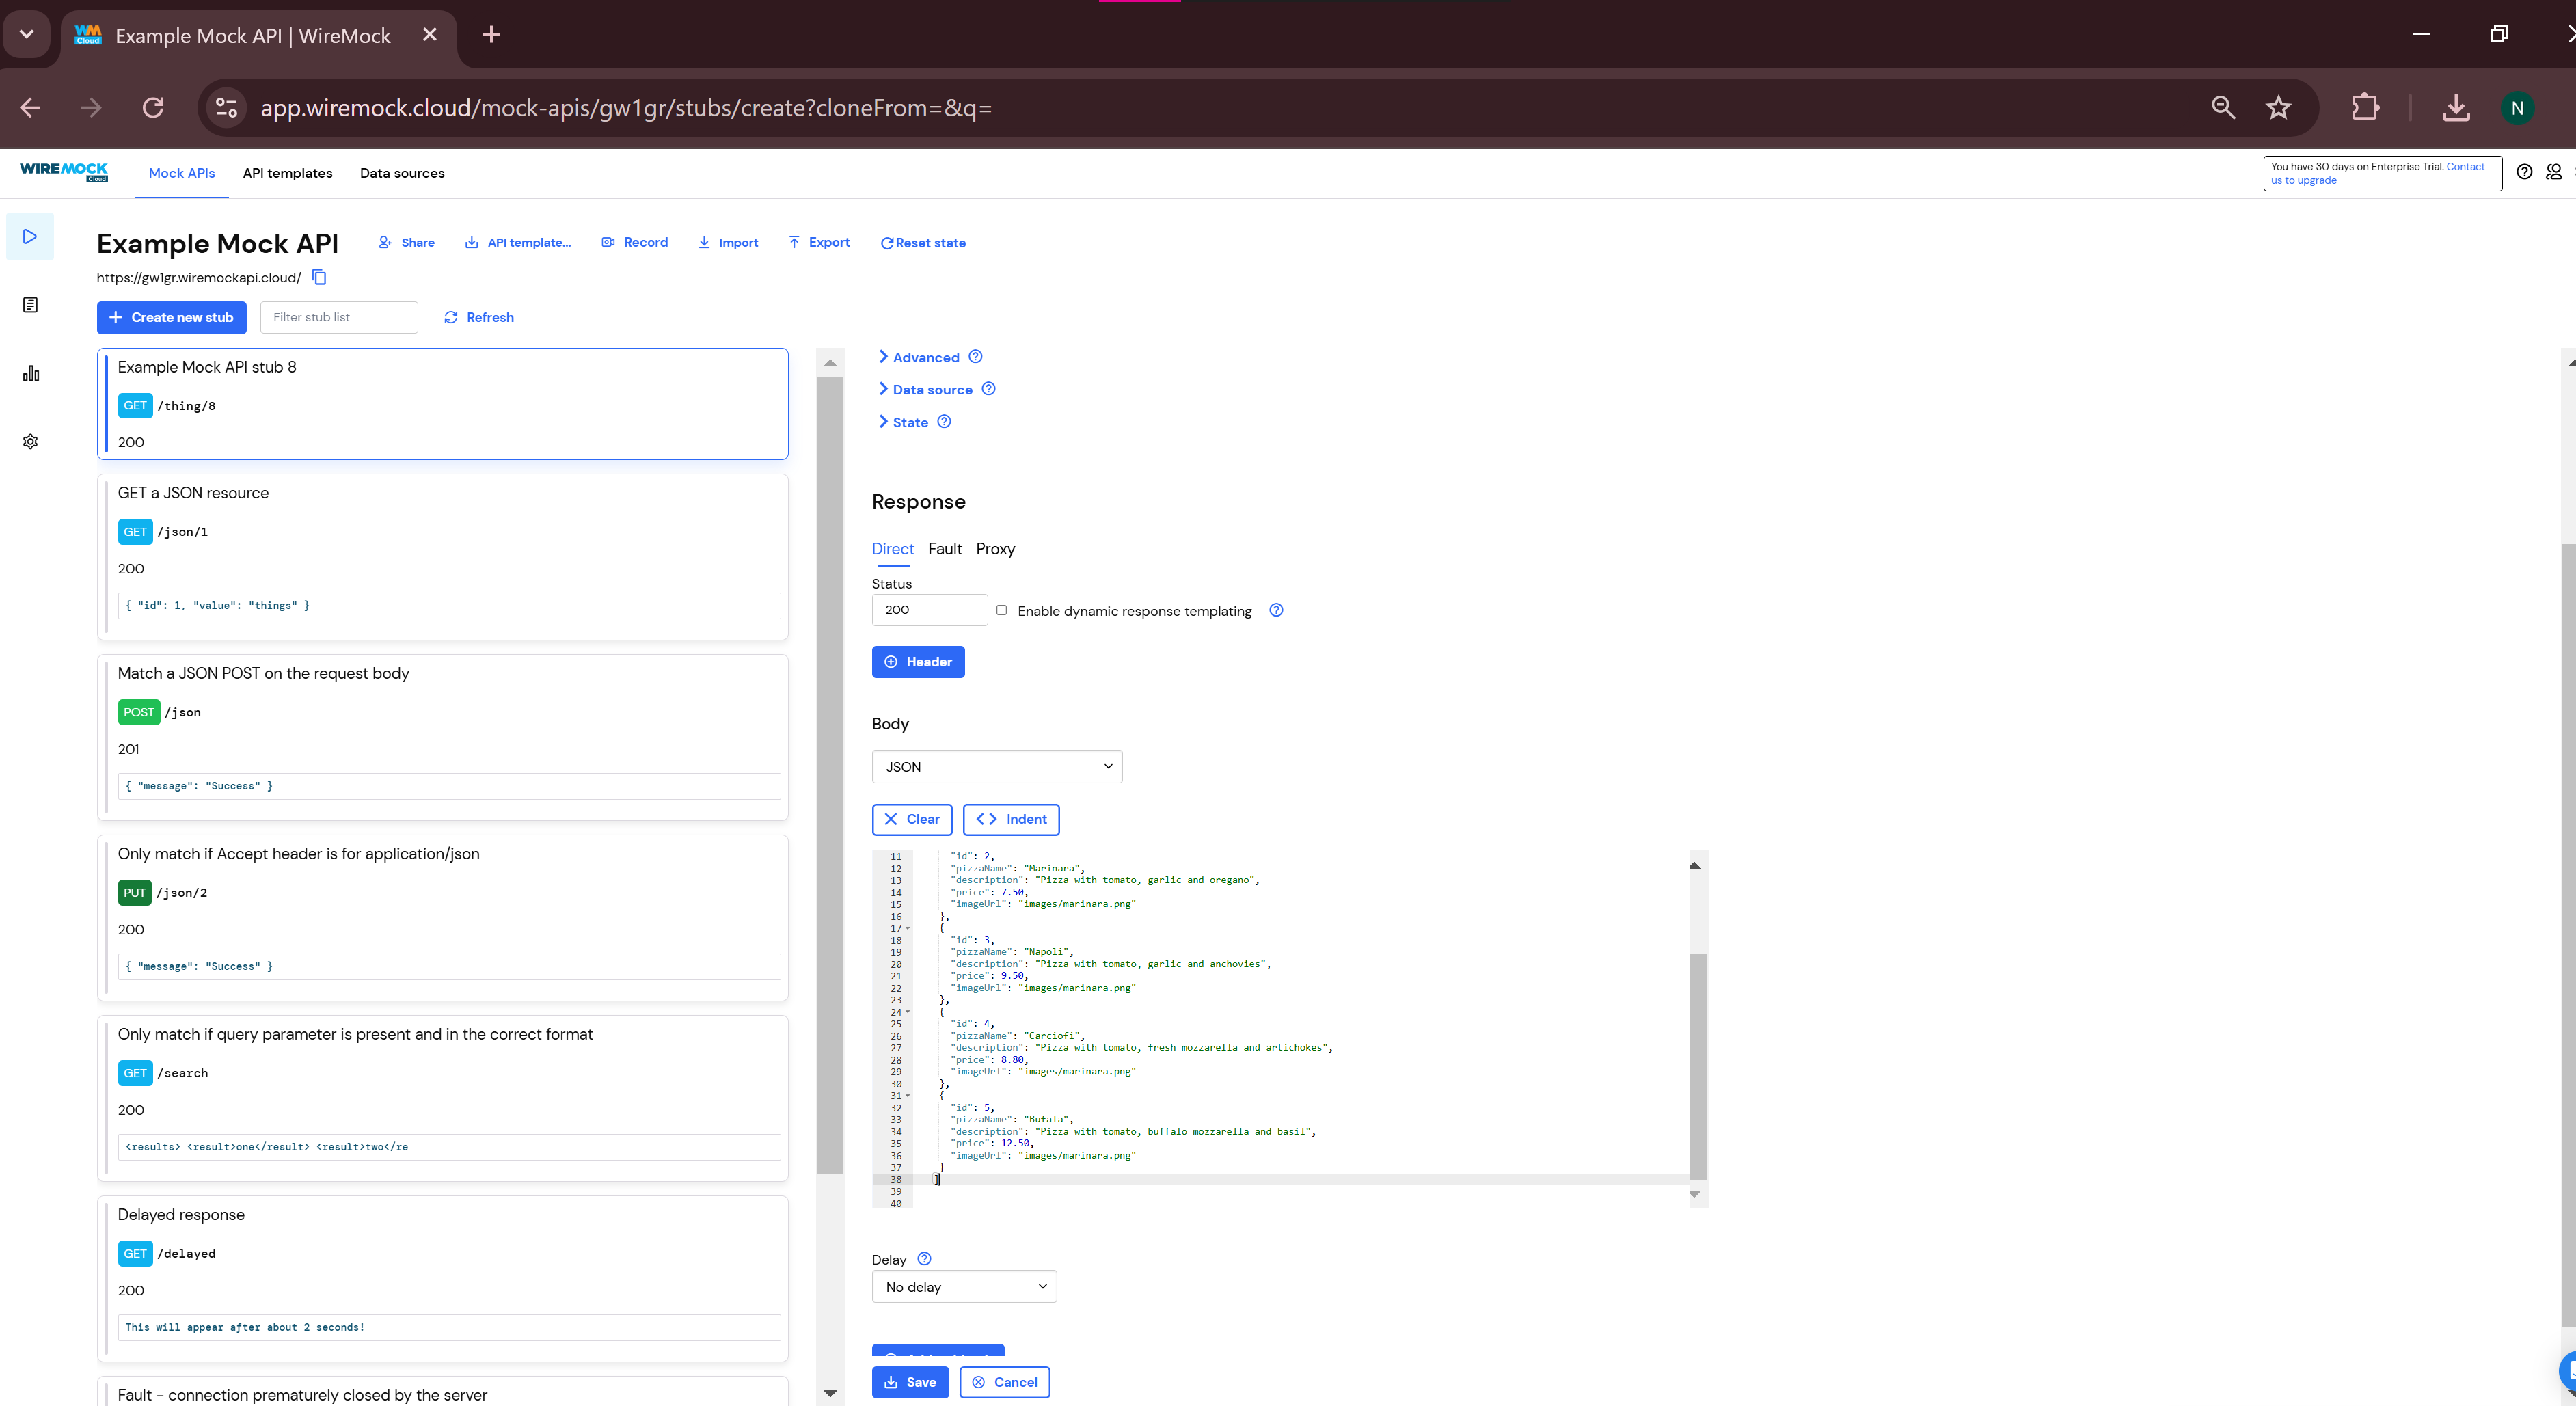 Example Mock API | WireMock
app.wiremock.cloud/mock-apis/gw1gr/stubs/create?cloneFrom=&q=
N
WIREMOCK
Cloud
Mock APIs
API templates
Data sources
You have 30 days on Enterprise Trial. Contact
us to upgrade
Example Mock API
Share
API template...
Record
Import
Export
Reset state
https://gw1gr.wiremockapi.cloud/
Create new stub
Filter stub list
Refresh
Example Mock API stub 8
GET /thing/8
200
GET a JSON resource
GET /json/1
200
{ "id": 1, "value": "things" }
Match a JSON POST on the request body
POST /json
201
{ "message": "Success" }
Only match if Accept header is for application/json
PUT /json/2
200
{ "message": "Success" }
Only match if query parameter is present and in the correct format
GET /search
200
<results> <result>one</result> <result>two</re
Delayed response
GET /delayed
200
This will appear after about 2 seconds!
Fault - connection prematurely closed by the server
Advanced
Data source
State
Response
Direct Fault Proxy
Status
200
Enable dynamic response templating
Header
Body
JSON
Clear
Indent
11 "id": 2,
12 "pizzaName": "Marinara",
13 "description": "Pizza with tomato, garlic and oregano",
14 "price": 7.50,
15 "imageUrl": "images/marinara.png"
16 },
17 {
18 "id": 3,
19 "pizzaName": "Napoli",
20 "description": "Pizza with tomato, garlic and anchovies",
21 "price": 9.50,
22 "imageUrl": "images/marinara.png"
23 },
24 {
25 "id": 4,
26 "pizzaName": "Carciofi",
27 "description": "Pizza with tomato, fresh mozzarella and artichokes",
28 "price": 8.80,
29 "imageUrl": "images/marinara.png"
30 },
31 {
32 "id": 5,
33 "pizzaName": "Bufala",
34 "description": "Pizza with tomato, buffalo mozzarella and basil",
35 "price": 12.50,
36 "imageUrl": "images/marinara.png"
37 }
38 ]
39
40
Delay
No delay
Save
Cancel